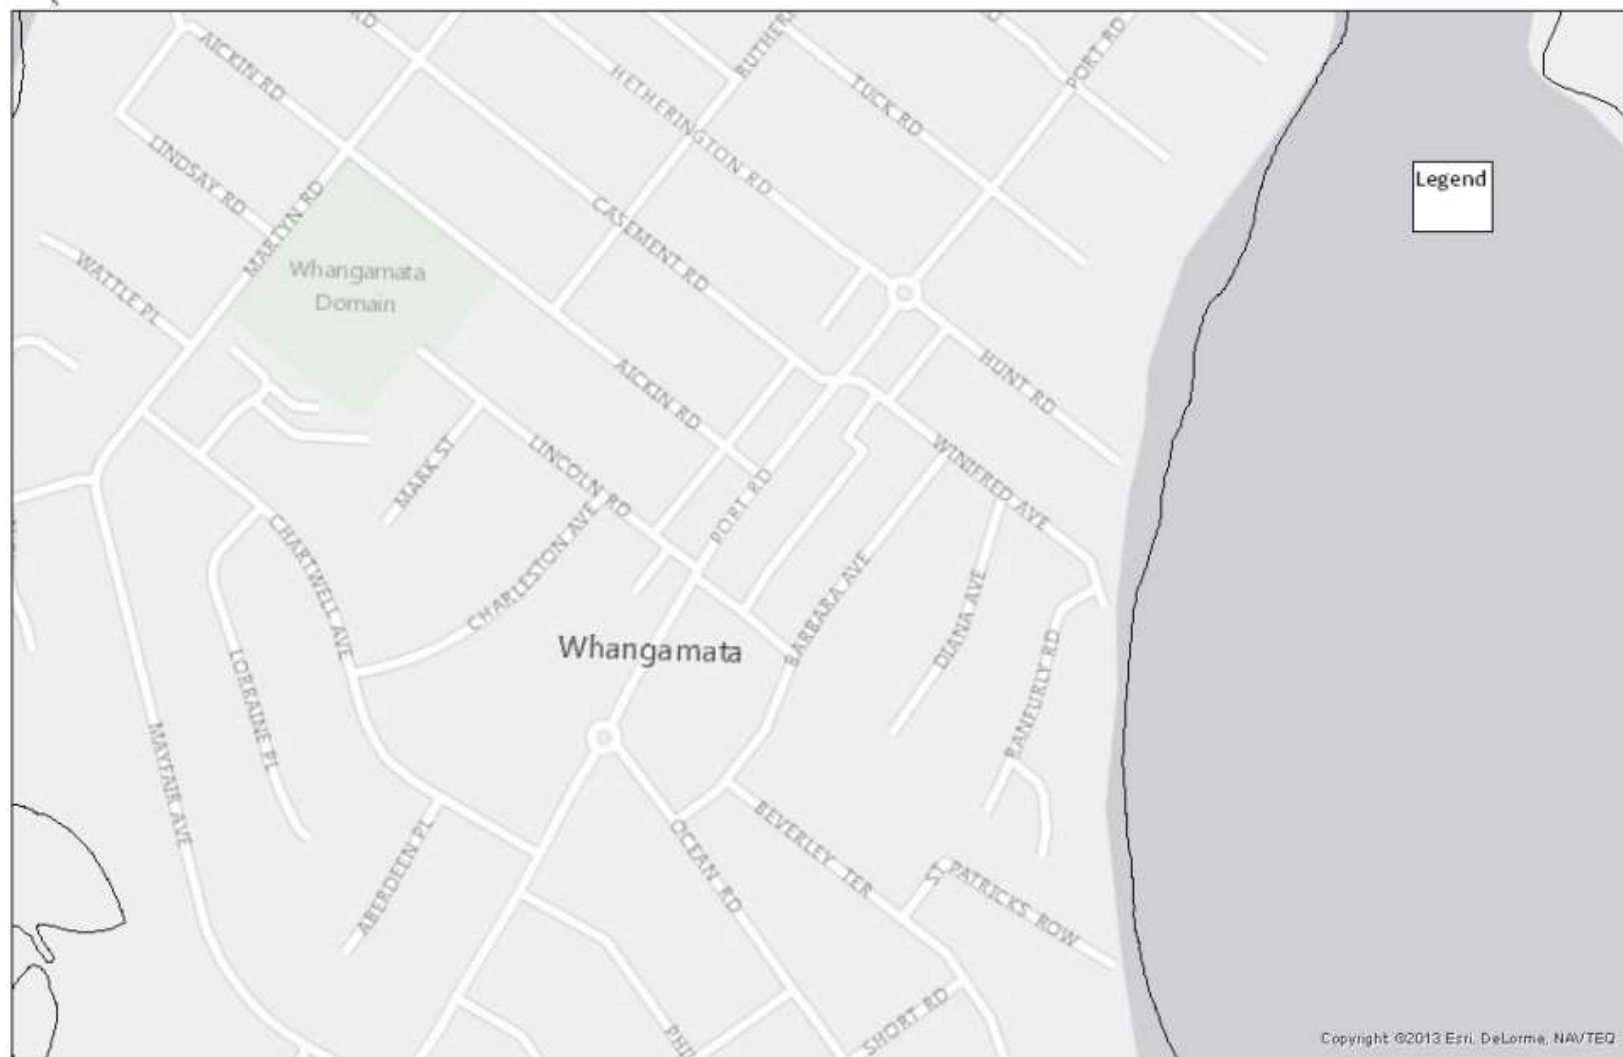 RD
PORT RD
AICKIN RD
HETHERINGTON RD
TUCK RD
LINDSAY RD
MARTYN RD
Legend
CASEMENT RD
WATTLE PL
Whangamata
Domain
HUNT RD
AICKIN RD
MARK ST
LINCOLN RD
PORT RD
WINIFRED AVE
CHARTWELL AVE
CHARLESTON AVE
BARBARA AVE
DIANA AVE
Whangamata
RANFURLY RD
LORRAINE PL
MAYFAIR AVE
ABERDEEN PL
OCEAN RD
BEVERLEY TER
ST PATRICKS ROW
SHORT RD
Copyright ©2013 Esri, DeLorme, NAVTEQ